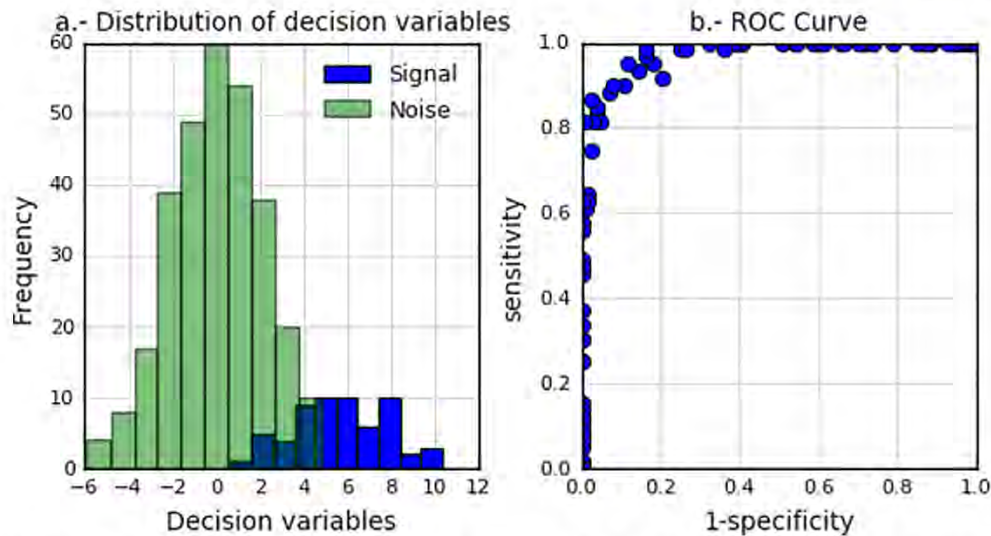 a.- Distribution of decision variables
60
50
40
30
20
10
0
Frequency
Signal
Noise
−6 −4 −2 0 2 4 6 8 10 12
Decision variables
b.- ROC Curve
1.0
0.8
0.6
0.4
0.2
0.0
sensitivity
0.0 0.2 0.4 0.6 0.8 1.0
1-specificity